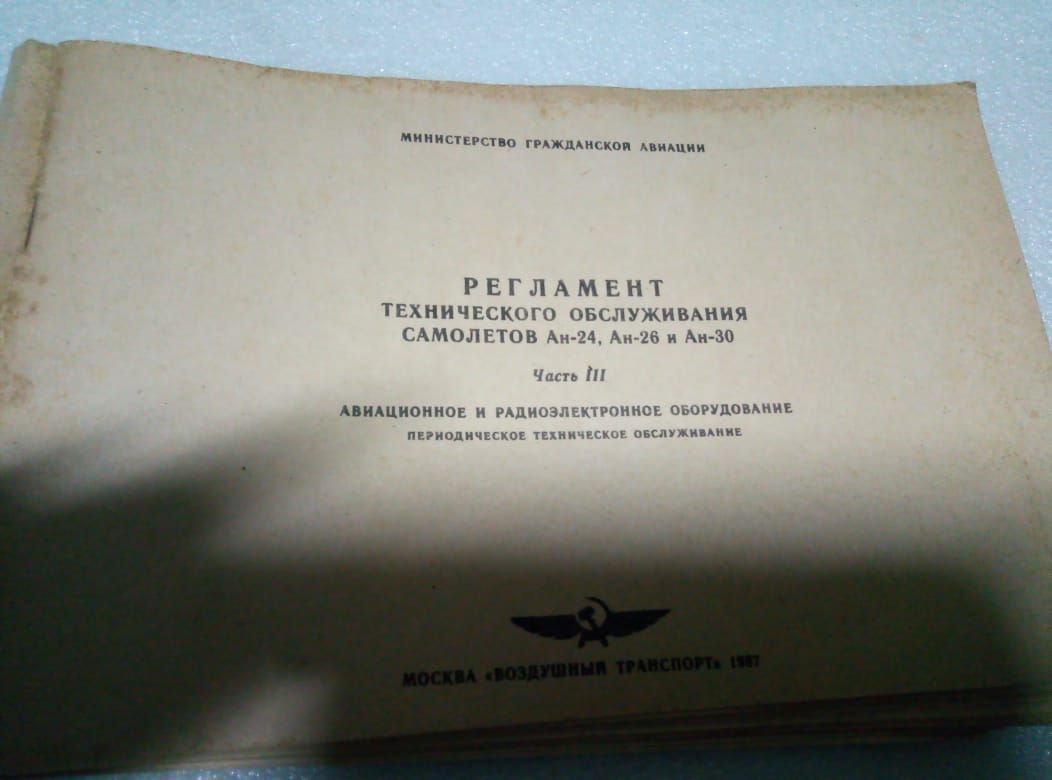 МИНИСТЕРСТВО ГРАЖДАНСКОЙ АВИАЦИИ
РЕГЛАМЕНТ
ТЕХНИЧЕСКОГО ОБСЛУЖИВАНИЯ
САМОЛЕТОВ Ан-24, Ан-26 и Ан-30
Часть III
АВИАЦИОННОЕ И РАДИОЭЛЕКТРОННОЕ ОБОРУДОВАНИЕ
ПЕРИОДИЧЕСКОЕ ТЕХНИЧЕСКОЕ ОБСЛУЖИВАНИЕ
МОСКВА «ВОЗДУШНЫЙ ТРАНСПОРТ» 1987